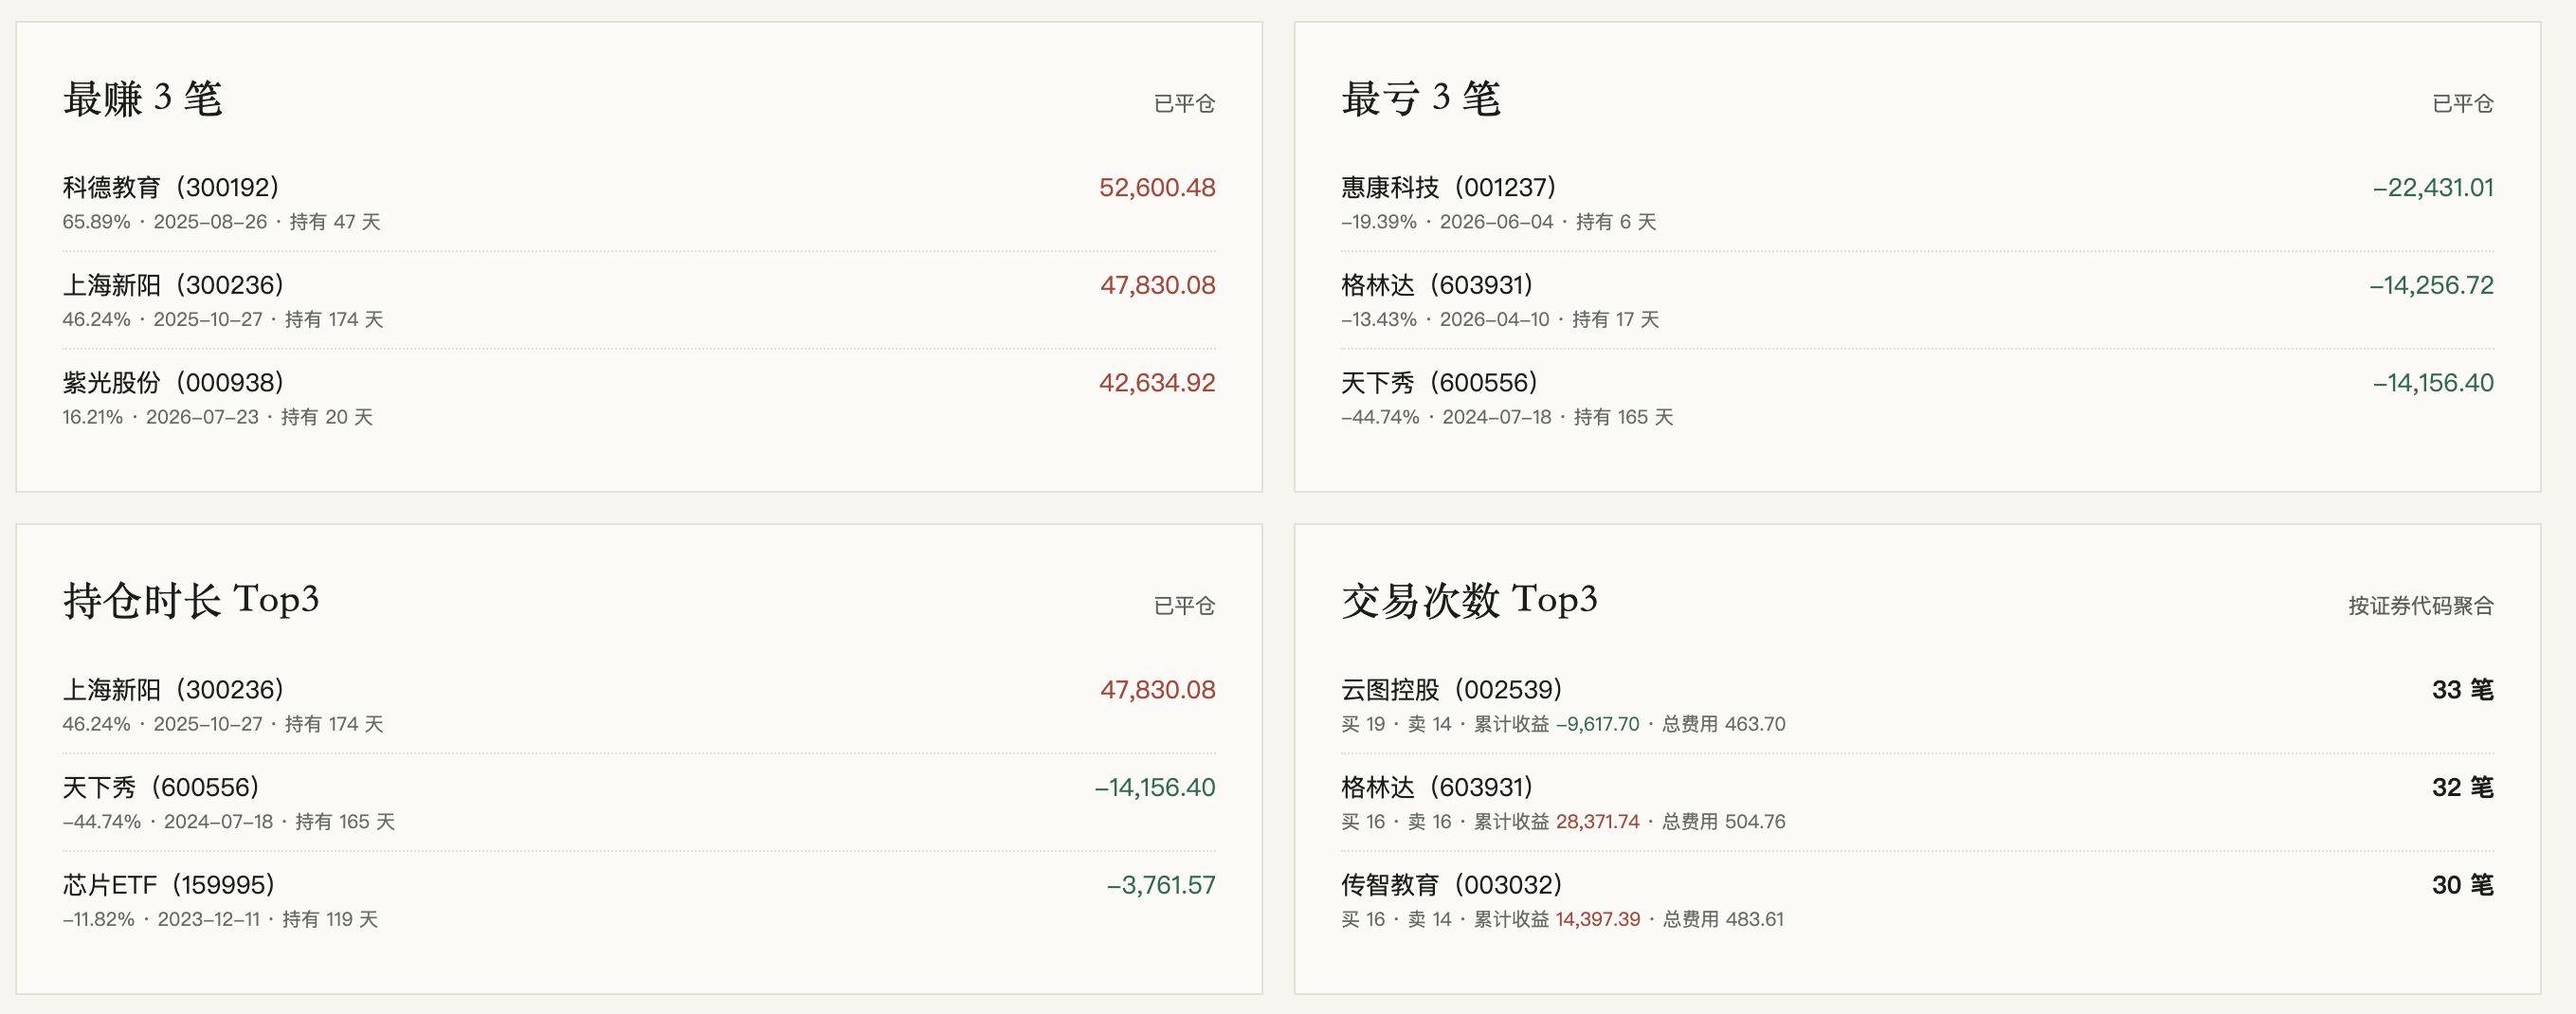 最赚 3 笔
已平仓
科德教育（300192）
52,600.48
65.89% · 2025-08-26 · 持有 47 天
上海新阳（300236）
47,830.08
46.24% · 2025-10-27 · 持有 174 天
紫光股份（000938）
42,634.92
16.21% · 2026-07-23 · 持有 20 天
最亏 3 笔
已平仓
惠康科技（001237）
-22,431.01
-19.39% · 2026-06-04 · 持有 6 天
格林达（603931）
-14,256.72
-13.43% · 2026-04-10 · 持有 17 天
天下秀（600556）
-14,156.40
-44.74% · 2024-07-18 · 持有 165 天
持仓时长 Top3
已平仓
上海新阳（300236）
47,830.08
46.24% · 2025-10-27 · 持有 174 天
天下秀（600556）
-14,156.40
-44.74% · 2024-07-18 · 持有 165 天
芯片ETF（159995）
-3,761.57
-11.82% · 2023-12-11 · 持有 119 天
交易次数 Top3
按证券代码聚合
云图控股（002539）
33 笔
买 19 · 卖 14 · 累计收益 -9,617.70 · 总费用 463.70
格林达（603931）
32 笔
买 16 · 卖 16 · 累计收益 28,371.74 · 总费用 504.76
传智教育（003032）
30 笔
买 16 · 卖 14 · 累计收益 14,397.39 · 总费用 483.61